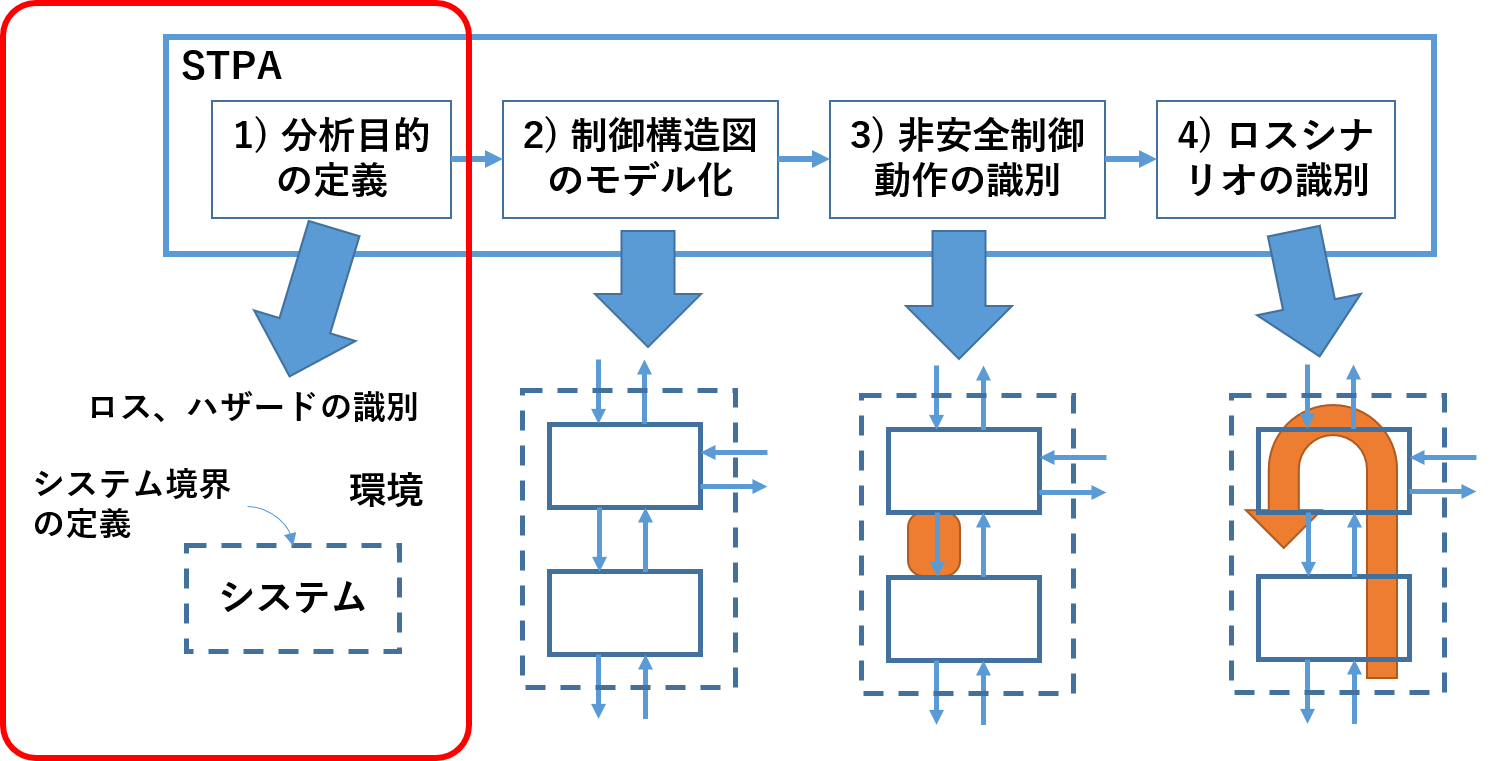 STPA
1) 分析目的
の定義
2) 制御構造図
のモデル化
3) 非安全制御
動作の識別
4) ロスシナ
リオの識別
ロス、ハザードの識別
システム境界
の定義
環境
システム